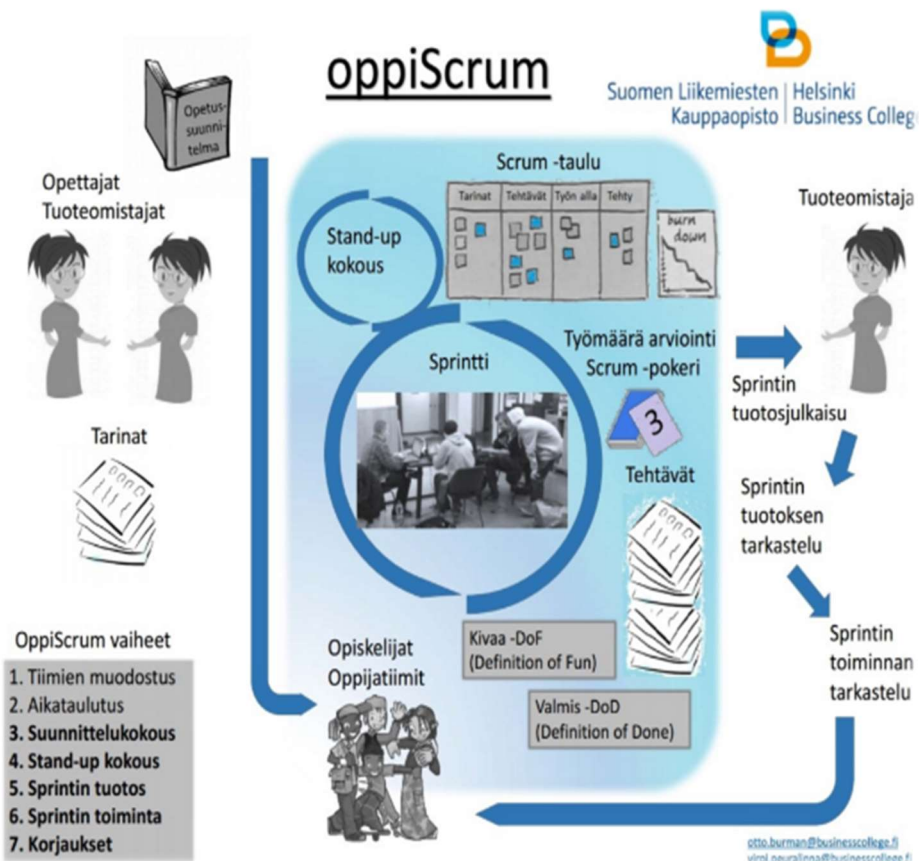 oppiScrum
Suomen Liikemiesten | Helsinki
Kauppaopisto | Business Colleg
Opetus-
suunni-
telma
Opettajat
Tuoteomistajat
Tarinat
OppiScrum vaiheet
1. Tiimien muodostus
2. Aikataulutus
3. Suunnittelukokous
4. Stand-up kokous
5. Sprintin tuotos
6. Sprintin toiminta
7. Korjaukset
Scrum -taulu
Tarinat Tehtävät Työn alla Tehty
burn
down
Stand-up
kokous
Sprintti
Työmäärä arviointi
Scrum -pokeri
3
Tehtävät
Kivaa -DoF
(Definition of Fun)
Valmis -DoD
(Definition of Done)
Opiskelijat
Oppijatiimit
Tuoteomistaja
Sprintin
tuotosjulkaisu
Sprintin
tuotoksen
tarkastelu
Sprintin
toiminnan
tarkastelu
otto.burman@businesscollege.fi